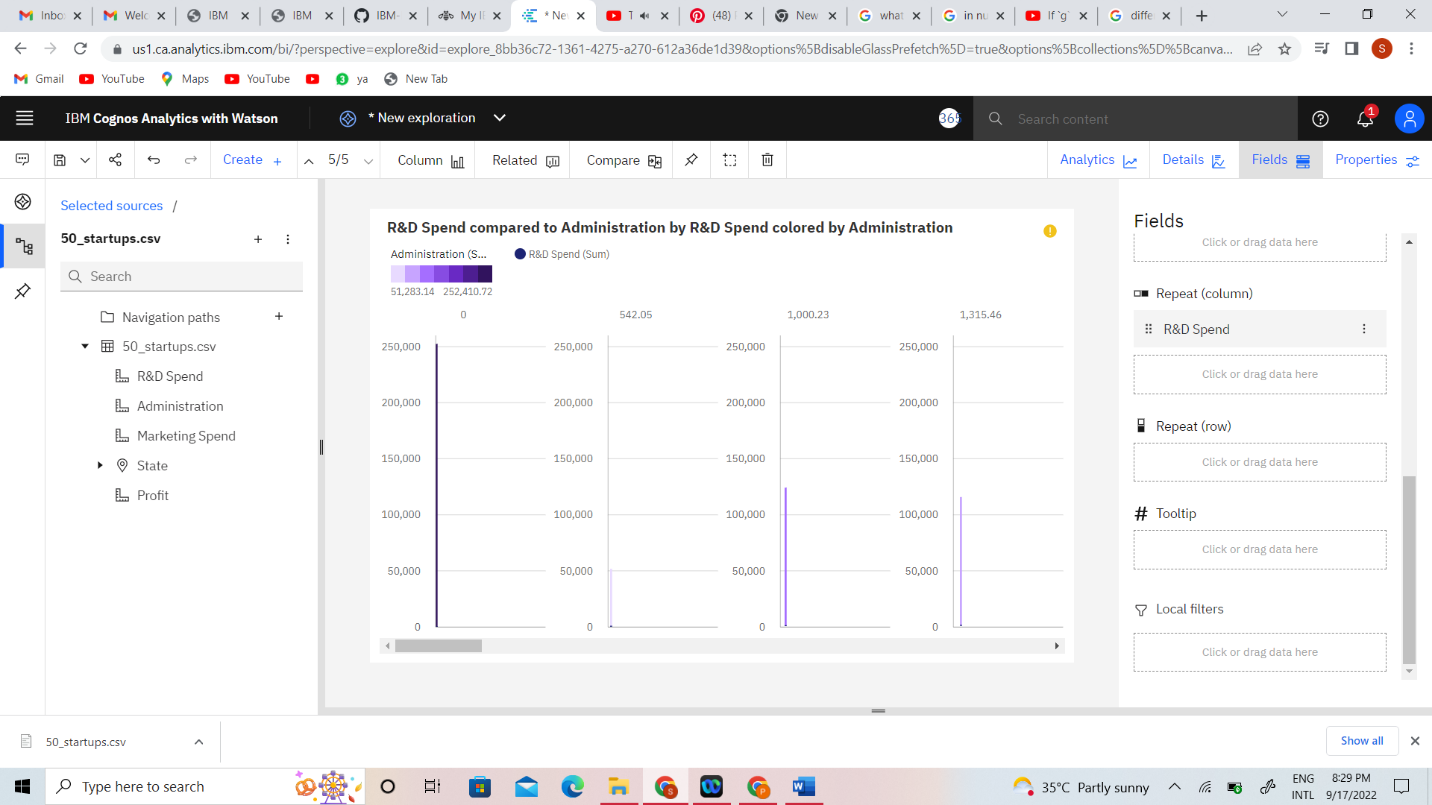 Inbo
Welc
IBM
IBM
IBM-
My I
* Ne
T
(48)
New
what
in nu
If `g`
diffe
us1.ca.analytics.ibm.com/bi/?perspective=explore&id=explore_8bb36c72-1361-4275-a270-612a36de1d39&options%5BdisableGlassPrefetch%5D=true&options%5Bcollections%5D%5Bcanva...
S
Gmail
YouTube
Maps
YouTube
3 ya
New Tab
IBM Cognos Analytics with Watson
* New exploration
365
Search content
1
Create +
5/5
Column
Related
Compare
Analytics
Details
Fields
Properties
Selected sources /
50_startups.csv
Search
Navigation paths
50_startups.csv
R&D Spend
Administration
Marketing Spend
State
Profit
R&D Spend compared to Administration by R&D Spend colored by Administration
Administration (S...
R&D Spend (Sum)
51,283.14 252,410.72
0 542.05 1,000.23 1,315.46
250,000 250,000 250,000 250,000
200,000 200,000 200,000 200,000
150,000 150,000 150,000 150,000
100,000 100,000 100,000 100,000
50,000 50,000 50,000 50,000
0 0 0 0
Fields
Click or drag data here
Repeat (column)
R&D Spend
Click or drag data here
Repeat (row)
Click or drag data here
# Tooltip
Click or drag data here
Local filters
Click or drag data here
50_startups.csv
Show all
Type here to search
S
P
W
35°C Partly sunny
ENG
INTL
8:29 PM
9/17/2022